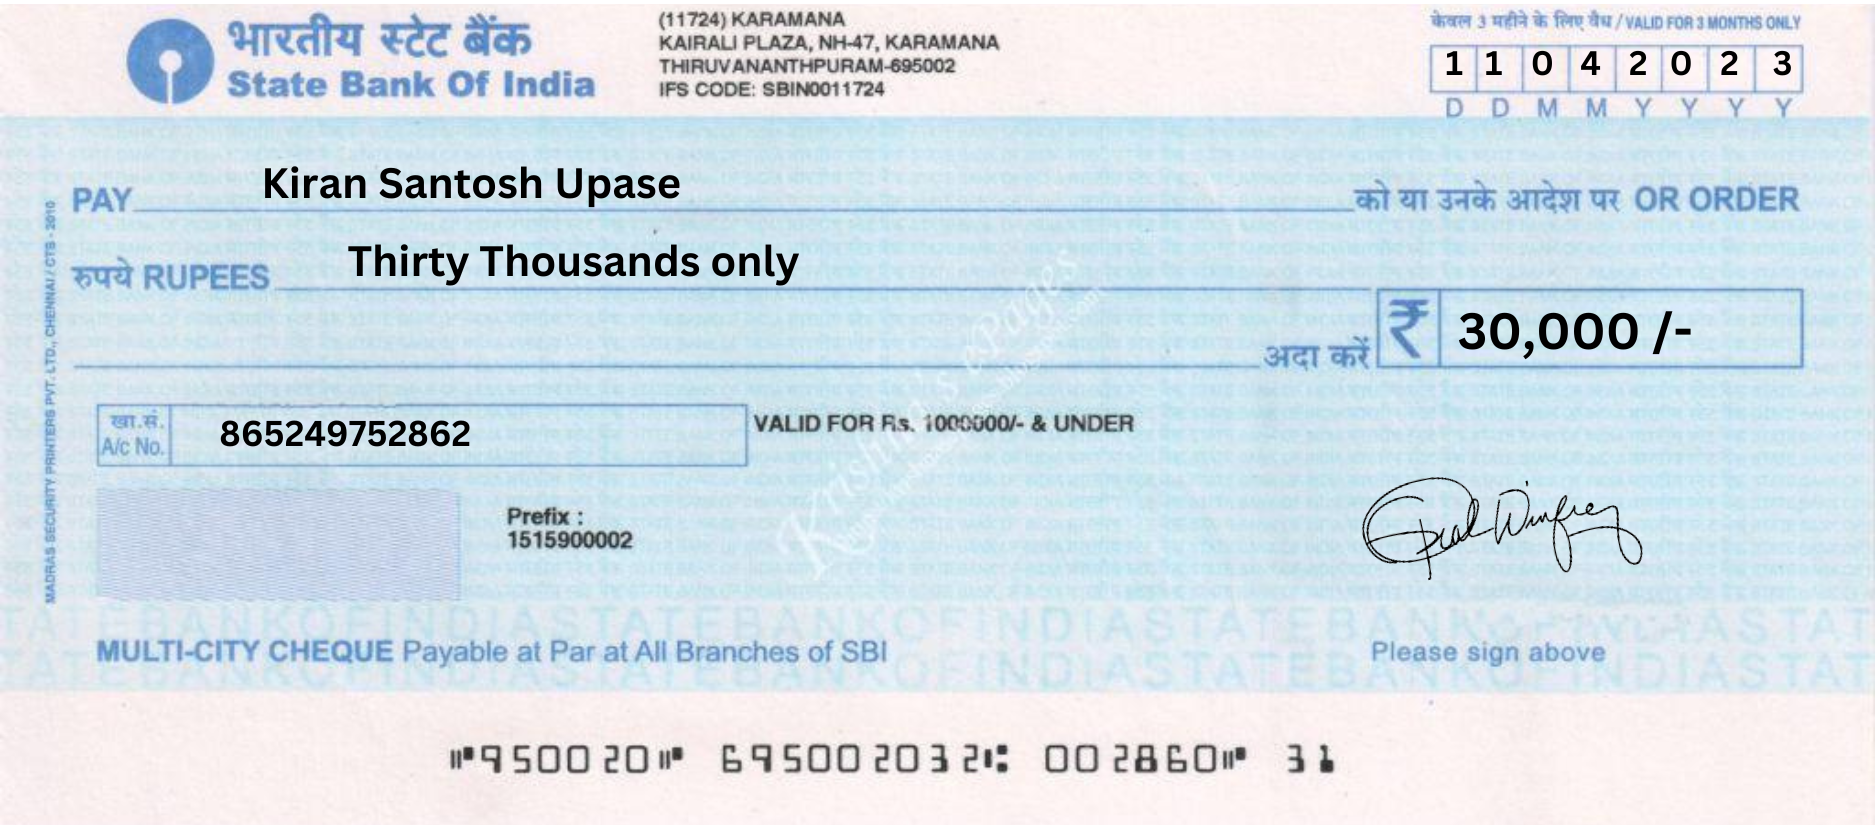 भारतीय स्टेट बैंक
State Bank Of India
(11724) KARAMANA
KAIRALI PLAZA, NH-47, KARAMANA
THIRUVANANTHPURAM-695002
IFS CODE: SBIN0011724
केवल 3 महीने के लिए वैध / VALID FOR 3 MONTHS ONLY
1 1 0 4 2 0 2 3
D D M M Y Y Y Y
PAY Kiran Santosh Upase को या उनके आदेश पर OR ORDER
रुपये RUPEES Thirty Thousands only
अदा करें ₹ 30,000 /-
खा.सं.
A/c No. 865249752862
VALID FOR Rs. 1000000/- & UNDER
Prefix :
1515900002
MADRAS SECURITY PRINTERS PVT. LTD., CHENNAI / CTS - 2010
TATEBANKOFINDIASTATEBANKOFINDIASTATEBANKOFINDIASTAT
MULTI-CITY CHEQUE Payable at Par at All Branches of SBI
Please sign above
TATEBANKOFINDIASTATEBANKOFINDIASTATEBANKOFINDIASTAT
⑈950020⑈ 695002032⑆ 002860⑈ 31